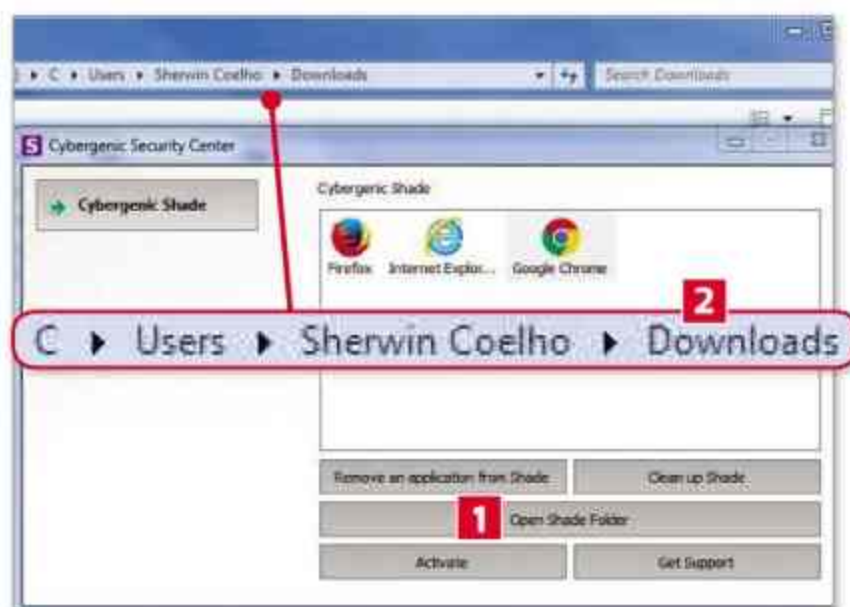 C ▸ Users ▸ Sherwin Coelho ▸ Downloads
Search Downloads
Cybergenic Security Center
Cybergenic Shade
Cybergenic Shade
Firefox
Internet Explor...
Google Chrome
2
C ▸ Users ▸ Sherwin Coelho ▸ Downloads
Remove an application from Shade
Clean up Shade
1
Open Shade Folder
Activate
Get Support